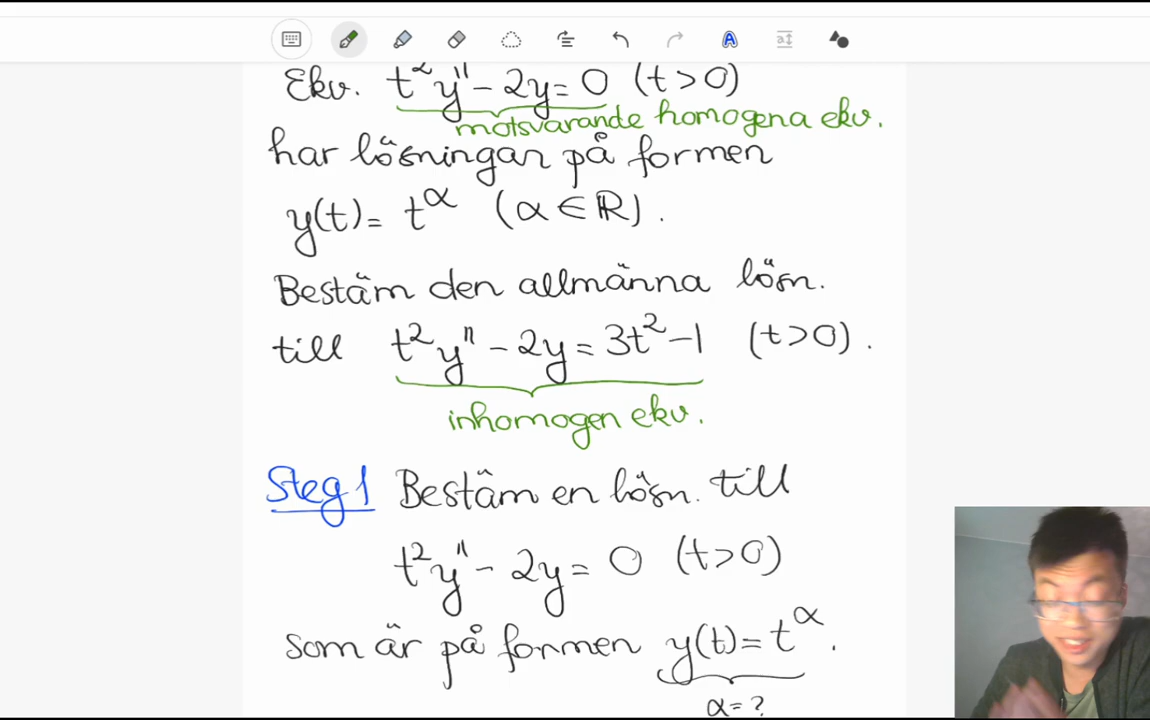 Ekv. t²y'' - 2y = 0 (t>0)
motsvarande homogena ekv.
har lösningan på formen
y(t) = t^α (α ∈ ℝ).
Bestäm den allmänna lösn.
till t²y'' - 2y = 3t² - 1 (t>0).
inhomogen ekv.
Steg 1 Bestäm en lösn. till
t²y'' - 2y = 0 (t>0)
som är på formen y(t) = t^α.
α = ?